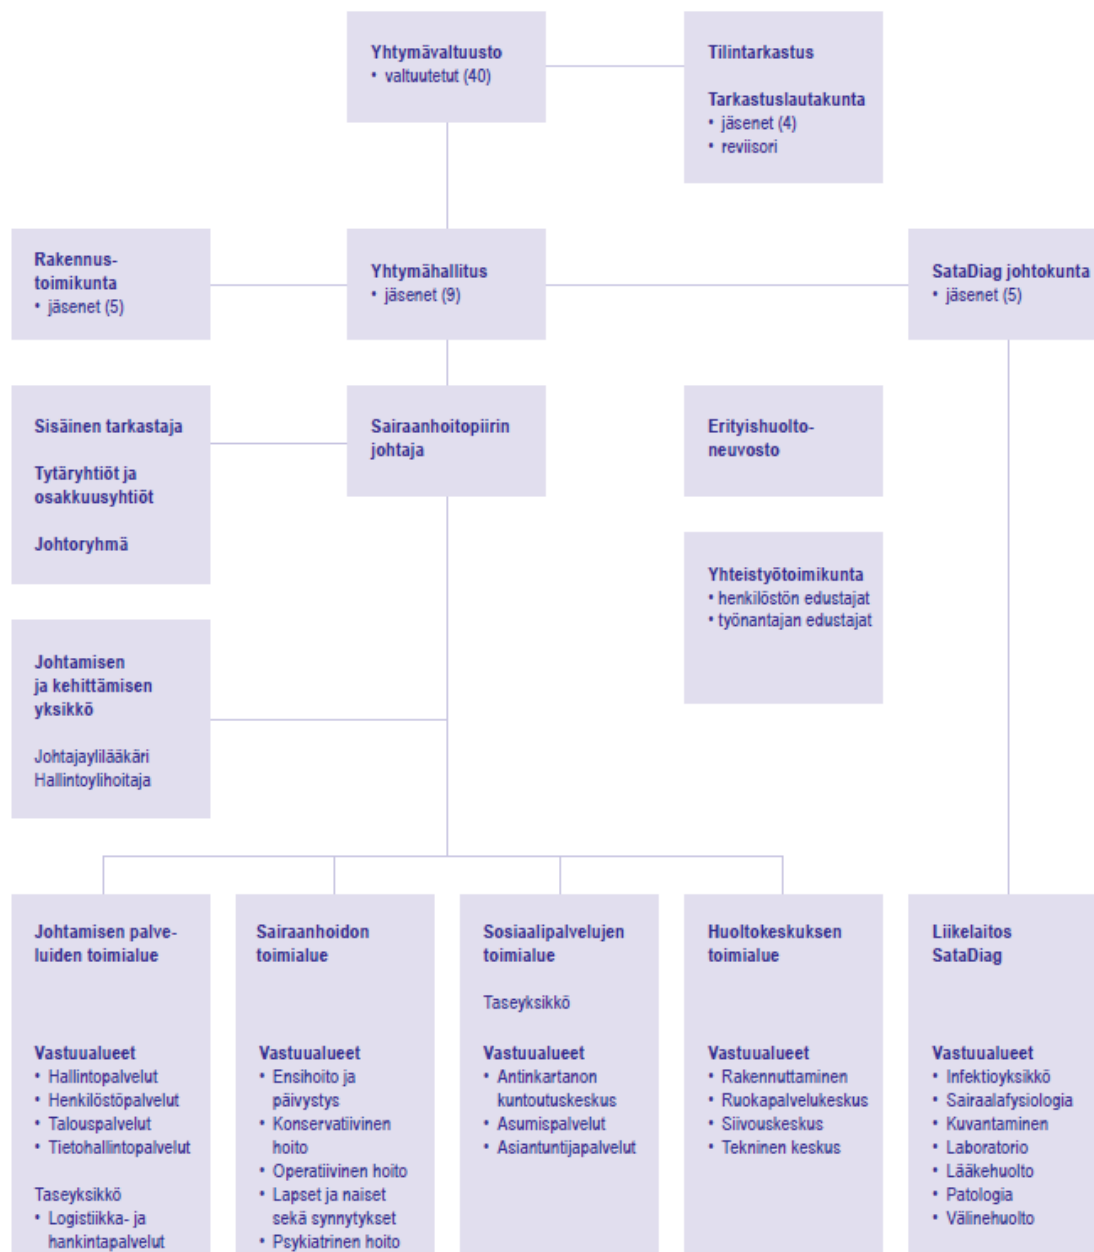 Yhtymävaltuusto
• valtuutetut (40)
Tilintarkastus
Tarkastuslautakunta
• jäsenet (4)
• reviisori
Rakennus-
toimikunta
• jäsenet (5)
Yhtymähallitus
• jäsenet (9)
SataDiag johtokunta
• jäsenet (5)
Sisäinen tarkastaja
Tytäryhtiöt ja
osakkuusyhtiöt
Johtoryhmä
Sairaanhoitopiirin
johtaja
Erityishuolto-
neuvosto
Yhteistyötoimikunta
• henkilöstön edustajat
• työnantajan edustajat
Johtamisen
ja kehittämisen
yksikkö
Johtajaylilääkäri
Hallintoylihoitaja
Johtamisen palve-
luiden toimialue
Vastuualueet
• Hallintopalvelut
• Henkilöstöpalvelut
• Talouspalvelut
• Tietohallintopalvelut
Taseyksikkö
• Logistiikka- ja
hankintapalvelut
Sairaanhoidon
toimialue
Vastuualueet
• Ensihoito ja
päivystys
• Konservatiivinen
hoito
• Operatiivinen hoito
• Lapset ja naiset
sekä synnytykset
• Psykiatrinen hoito
Sosiaalipalvelujen
toimialue
Taseyksikkö
Vastuualueet
• Antinkartanon
kuntoutuskeskus
• Asumispalvelut
• Asiantuntijapalvelut
Huoltokeskuksen
toimialue
Vastuualueet
• Rakennuttaminen
• Ruokapalvelukeskus
• Siivouskeskus
• Tekninen keskus
Liikelaitos
SataDiag
Vastuualueet
• Infektioyksikkö
• Sairaalafysiologia
• Kuvantaminen
• Laboratorio
• Lääkehuolto
• Patologia
• Välinehuolto